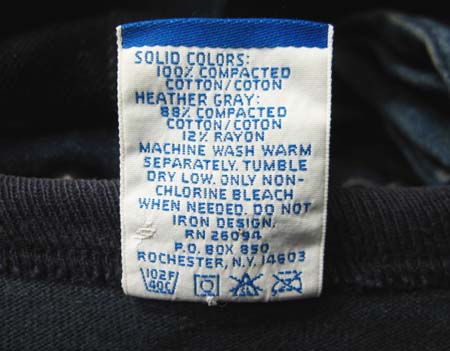 SOLID COLORS:
100% COMPACTED
COTTON/COTON
HEATHER GRAY:
88% COMPACTED
COTTON/COTON
12% RAYON
MACHINE WASH WARM
SEPARATELY. TUMBLE
DRY LOW. ONLY NON-
CHLORINE BLEACH
WHEN NEEDED. DO NOT
IRON DESIGN.
RN 26094
P.O. BOX 850
ROCHESTER, N.Y. 14603
102F
40C